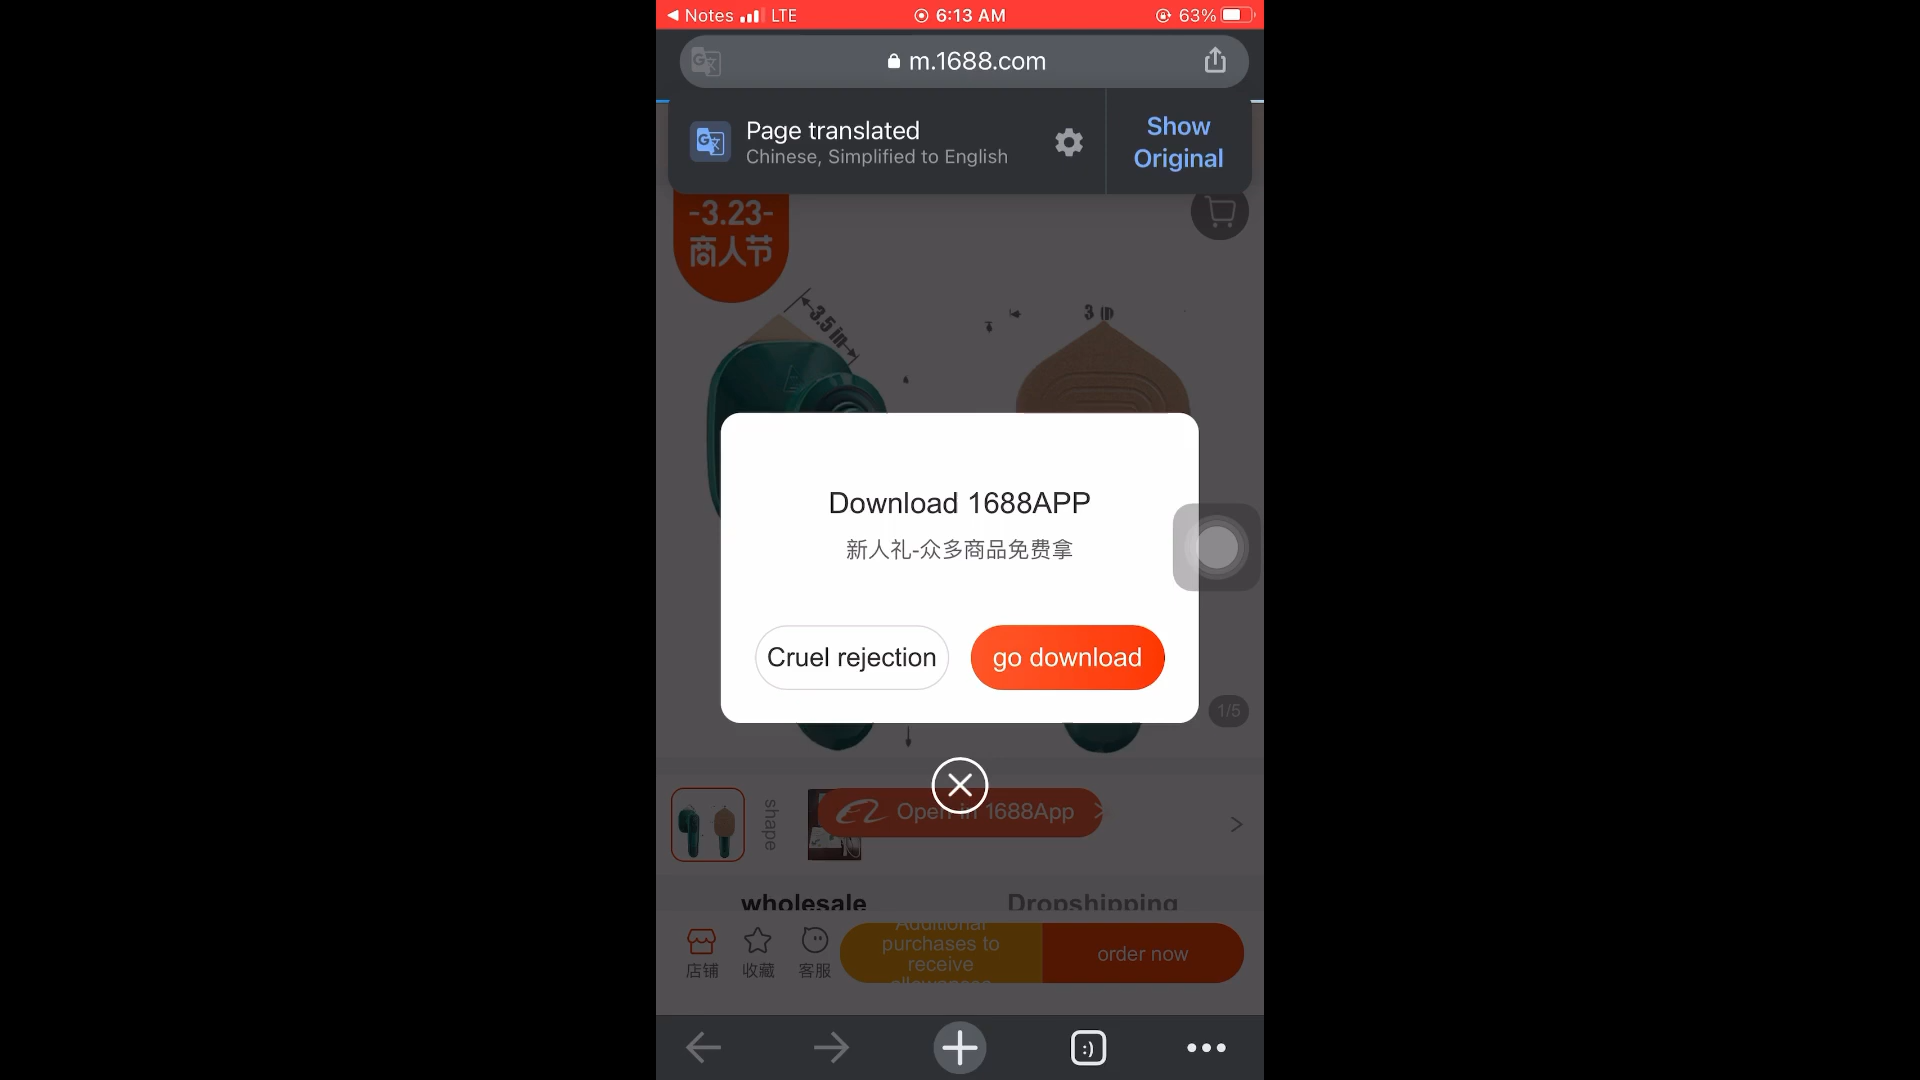 Notes LTE 6:13 AM 63%
m.1688.com
Page translated
Chinese, Simplified to English
Show
Original
-3.23-
商人节
3.5 in
3 in
Download 1688APP
新人礼-众多商品免费拿
Cruel rejection
go download
1/5
shape
Open in 1688App
wholesale
Dropshipping
店铺
收藏
客服
Additional
purchases to
receive
allowances
order now